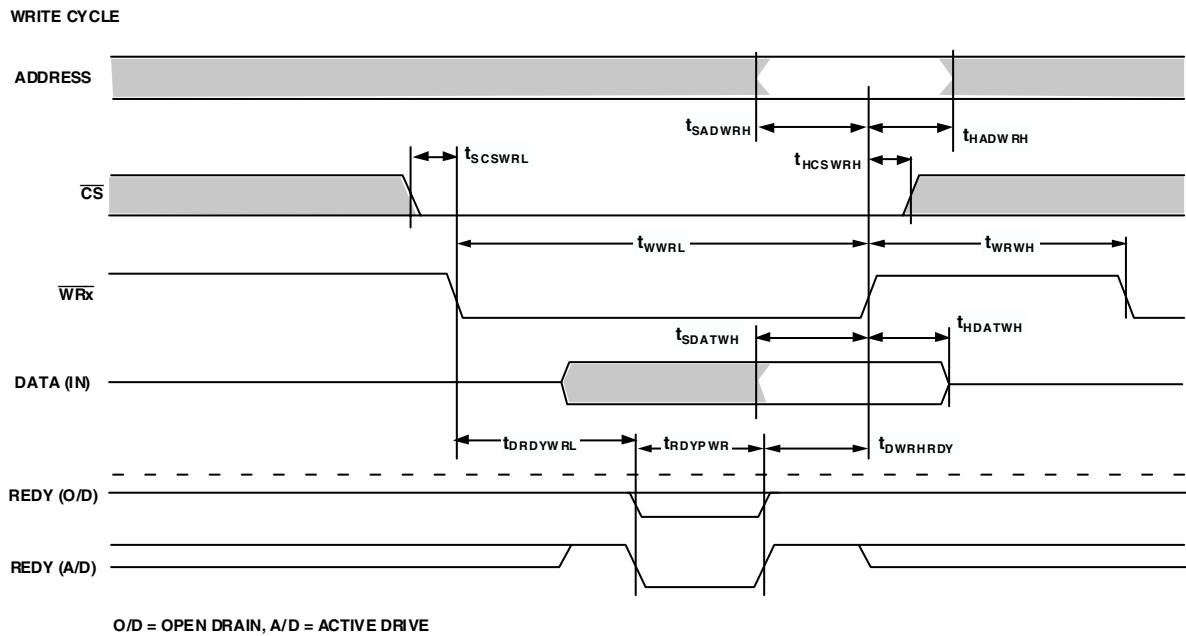 WRITE CYCLE
ADDRESS
tSADWRH
tHADWRH
tSCSWRL
tHCSWRH
CS
tWWRL
tWRWH
WRx
tSDATWH
tHDATWH
DATA (IN)
tDRDYWRL
tRDYPWR
tDWRHRDY
REDY (O/D)
REDY (A/D)
O/D = OPEN DRAIN, A/D = ACTIVE DRIVE